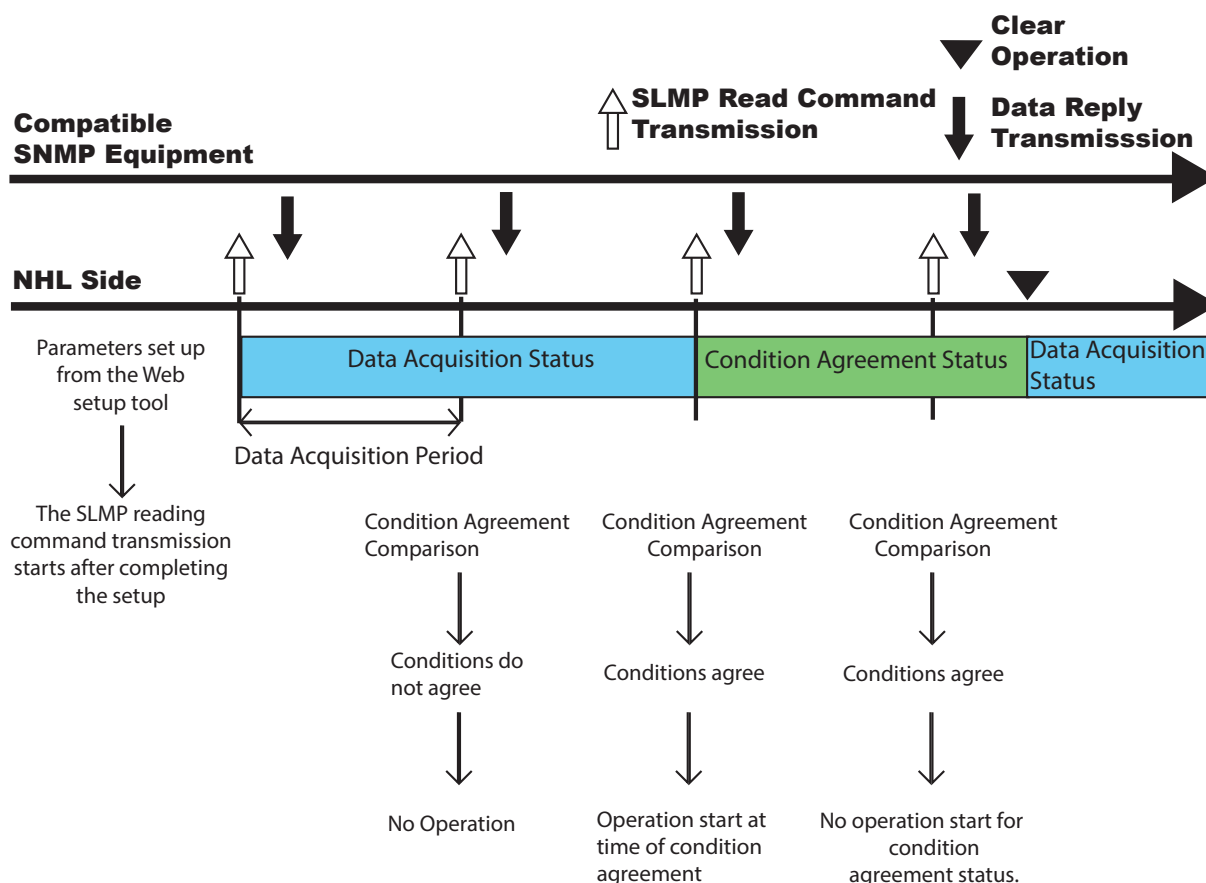 Clear
Operation
SLMP Read Command
Transmission
Data Reply
Transmisssion
Compatible
SNMP Equipment
NHL Side
Parameters set up
from the Web
setup tool
Data Acquisition Status
Condition Agreement Status
Data Acquisition
Status
Data Acquisition Period
The SLMP reading
command transmission
starts after completing
the setup
Condition Agreement
Comparison
Conditions do
not agree
No Operation
Condition Agreement
Comparison
Conditions agree
Operation start at
time of condition
agreement
Condition Agreement
Comparison
Conditions agree
No operation start for
condition
agreement status.